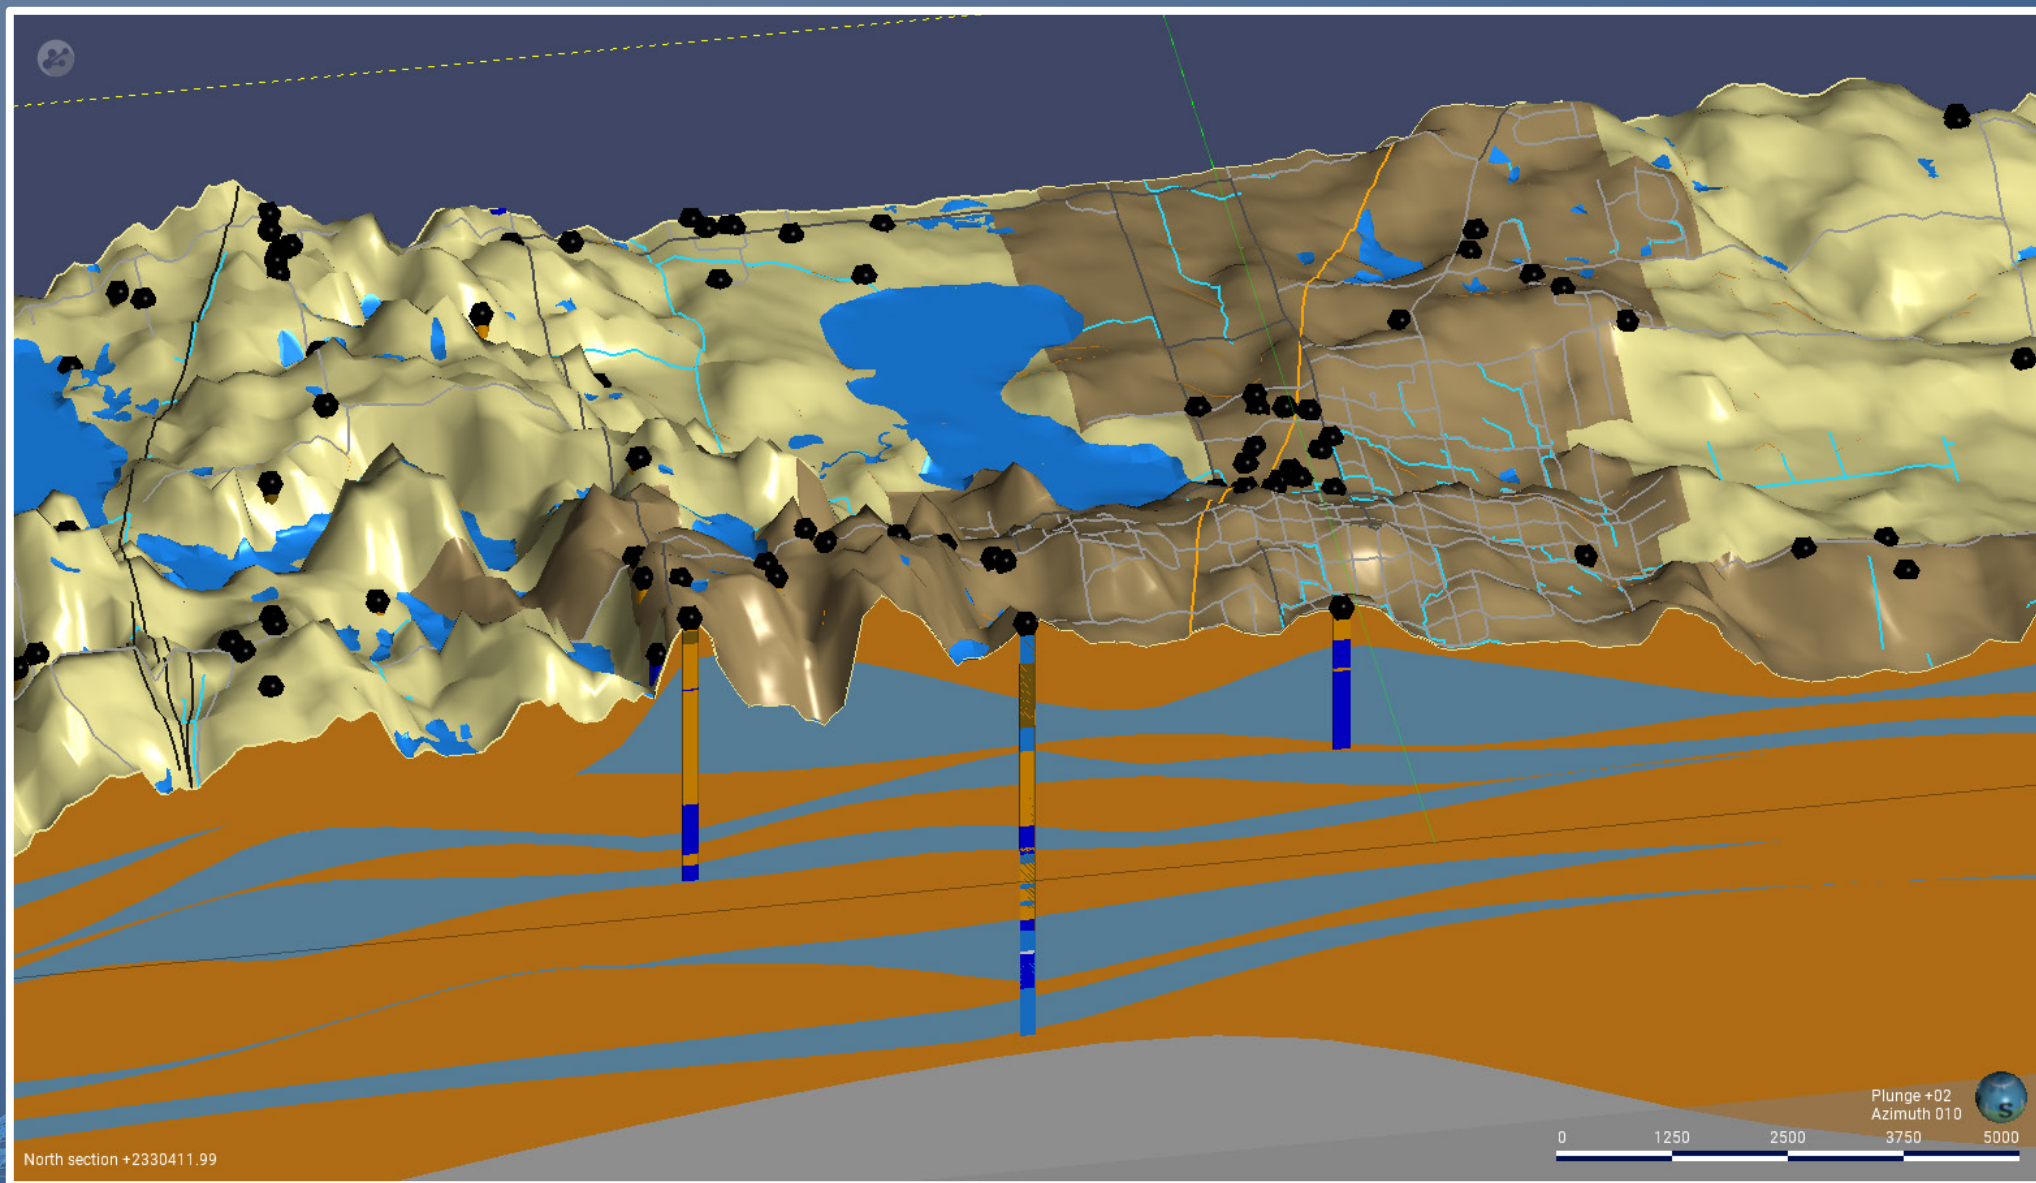 Plunge +02
Azimuth 010
S
0 1250 2500 3750 5000
North section +2330411.99